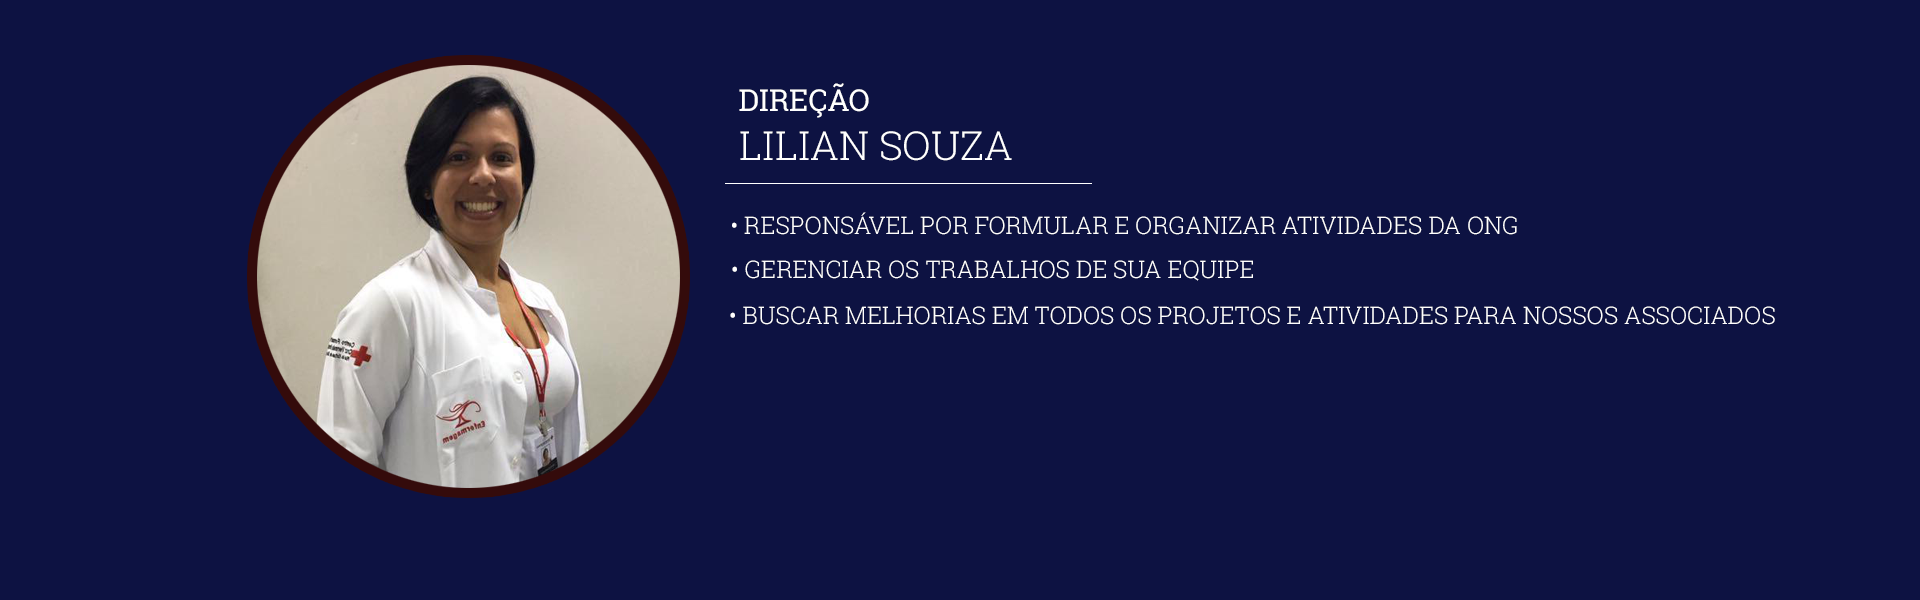 DIREÇÃO
LILIAN SOUZA
• RESPONSÁVEL POR FORMULAR E ORGANIZAR ATIVIDADES DA ONG
• GERENCIAR OS TRABALHOS DE SUA EQUIPE
• BUSCAR MELHORIAS EM TODOS OS PROJETOS E ATIVIDADES PARA NOSSOS ASSOCIADOS
Enfermagem